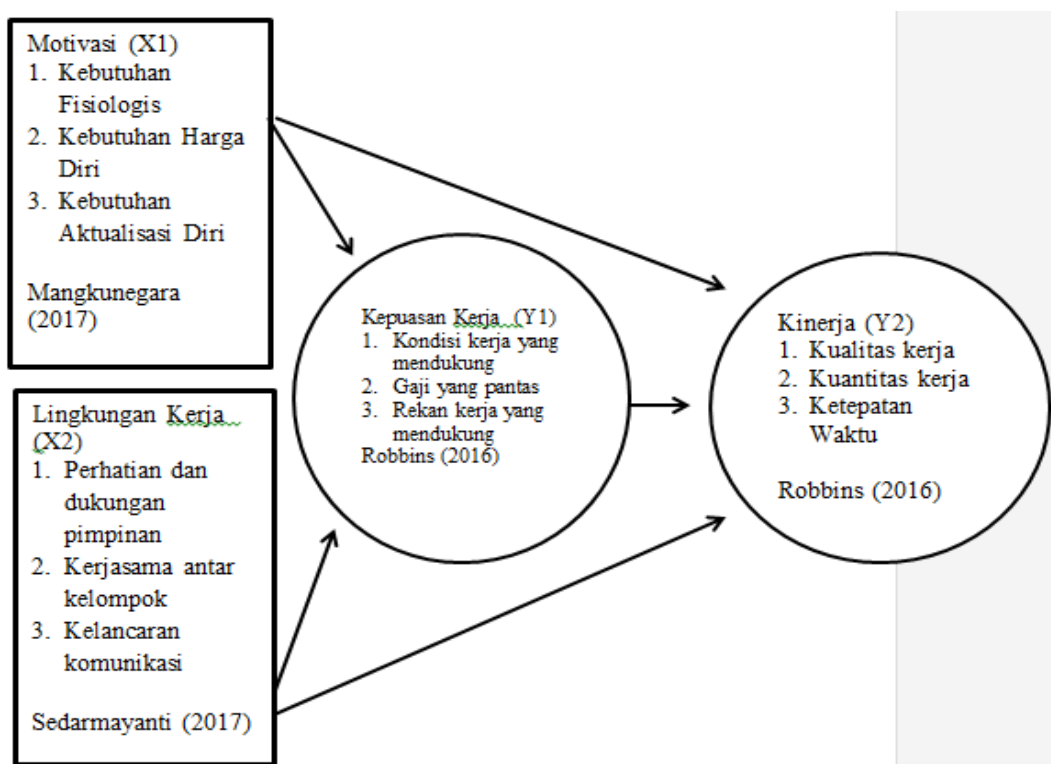 Motivasi (X1)
1. Kebutuhan
Fisiologis
2. Kebutuhan Harga
Diri
3. Kebutuhan
Aktualisasi Diri
Mangkunegara
(2017)
Lingkungan Kerja
(X2)
1. Perhatian dan
dukungan
pimpinan
2. Kerjasama antar
kelompok
3. Kelancaran
komunikasi
Sedarmayanti (2017)
Kepuasan Kerja (Y1)
1. Kondisi kerja yang
mendukung
2. Gaji yang pantas
3. Rekan kerja yang
mendukung
Robbins (2016)
Kinerja (Y2)
1. Kualitas kerja
2. Kuantitas kerja
3. Ketepatan
Waktu
Robbins (2016)